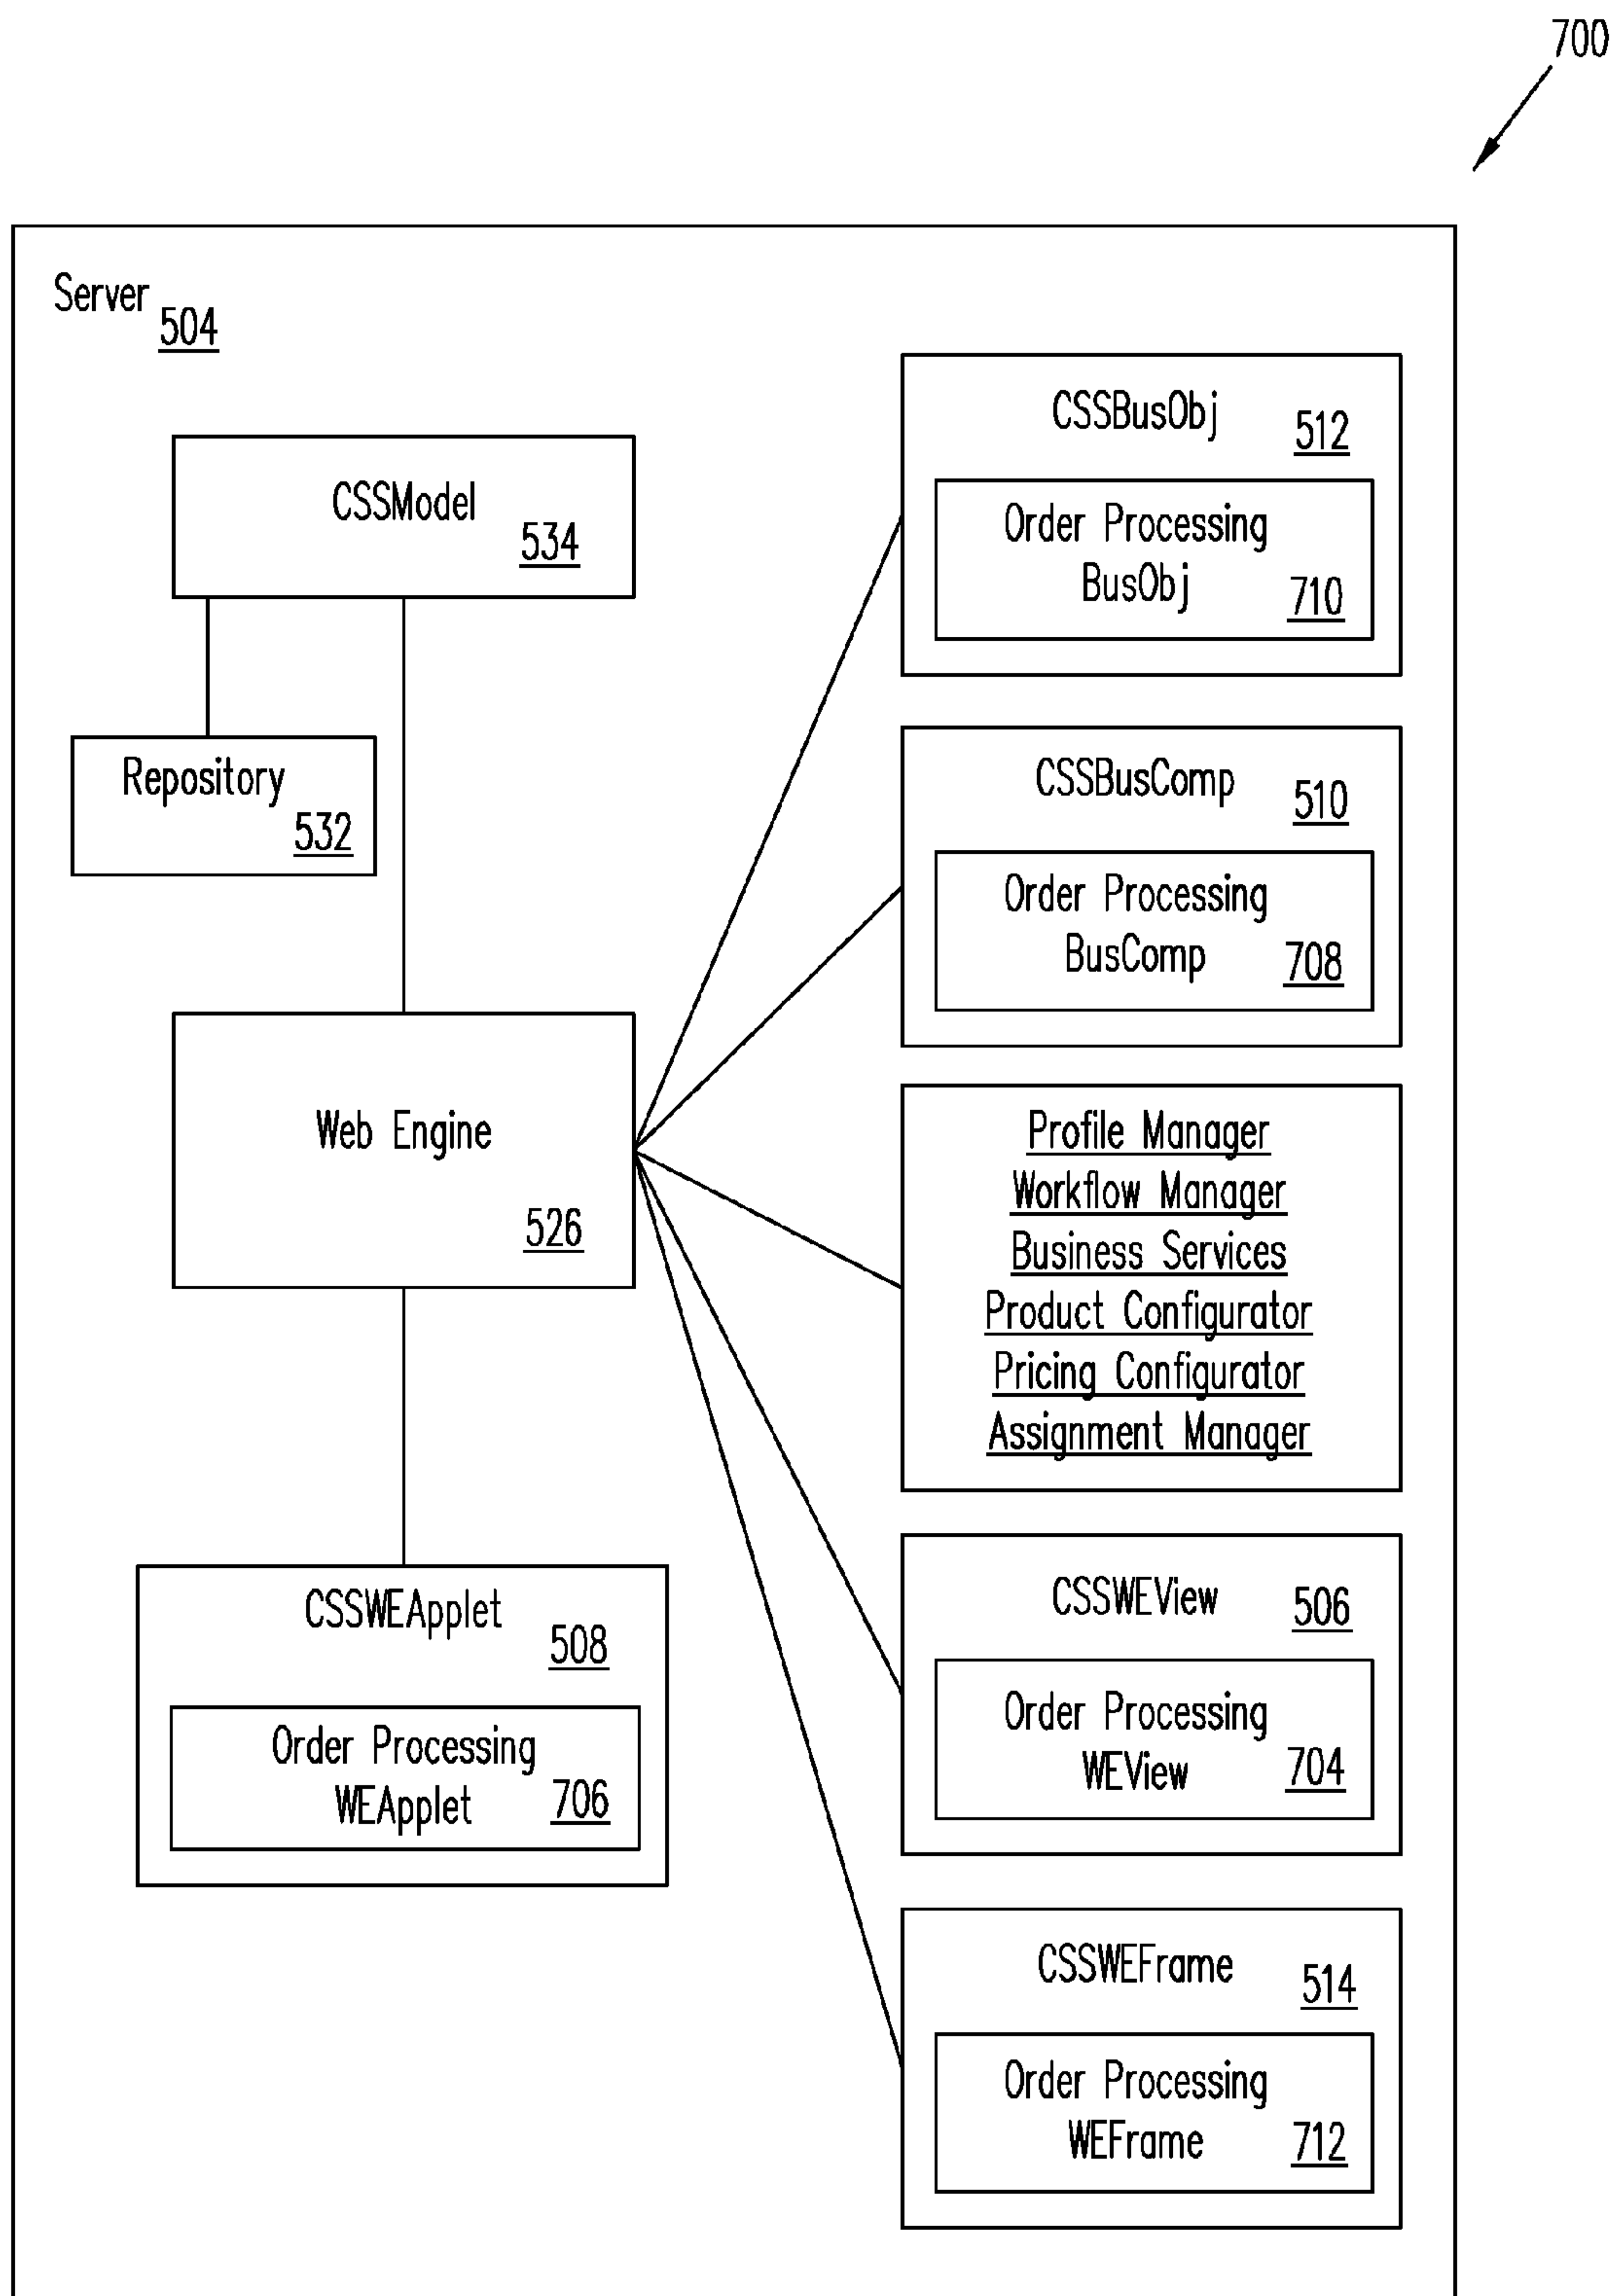 700
Server
504
CSSModel
534
Repository
532
Web Engine
526
CSSWEApplet
508
Order Processing
WEApplet
706
CSSBusObj
512
Order Processing
BusObj
710
CSSBusComp
510
Order Processing
BusComp
708
Profile Manager
Workflow Manager
Business Services
Product Configurator
Pricing Configurator
Assignment Manager
CSSWEView
506
Order Processing
WEView
704
CSSWEFrame
514
Order Processing
WEFrame
712